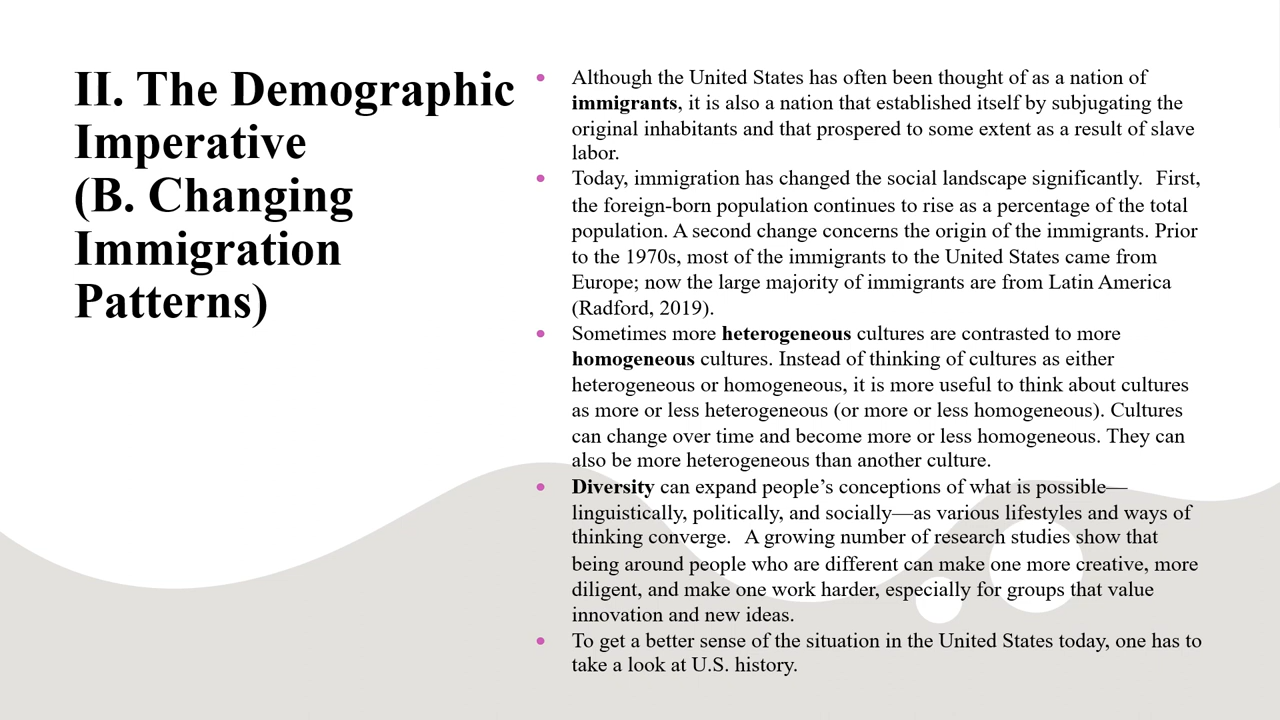 II. The Demographic
Imperative
(B. Changing
Immigration
Patterns)
• Although the United States has often been thought of as a nation of
immigrants, it is also a nation that established itself by subjugating the
original inhabitants and that prospered to some extent as a result of slave
labor.
• Today, immigration has changed the social landscape significantly.  First,
the foreign-born population continues to rise as a percentage of the total
population. A second change concerns the origin of the immigrants. Prior
to the 1970s, most of the immigrants to the United States came from
Europe; now the large majority of immigrants are from Latin America
(Radford, 2019).
• Sometimes more heterogeneous cultures are contrasted to more
homogeneous cultures. Instead of thinking of cultures as either
heterogeneous or homogeneous, it is more useful to think about cultures
as more or less heterogeneous (or more or less homogeneous). Cultures
can change over time and become more or less homogeneous. They can
also be more heterogeneous than another culture.
• Diversity can expand people’s conceptions of what is possible—
linguistically, politically, and socially—as various lifestyles and ways of
thinking converge.  A growing number of research studies show that
being around people who are different can make one more creative, more
diligent, and make one work harder, especially for groups that value
innovation and new ideas.
• To get a better sense of the situation in the United States today, one has to
take a look at U.S. history.